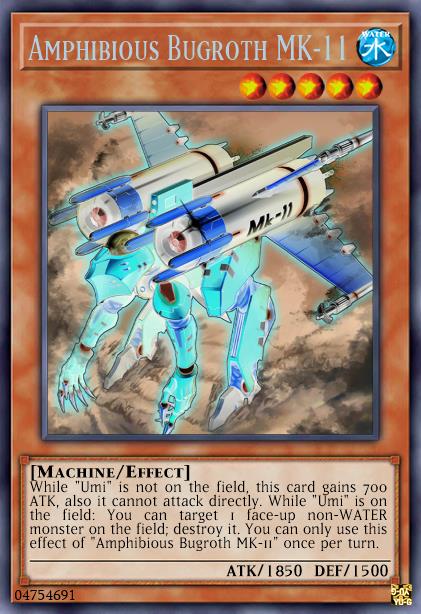 AMPHIBIOUS BUGROTH MK-11
WATER
水
Mk-11
[MACHINE/EFFECT]
While "Umi" is not on the field, this card gains 700
ATK, also it cannot attack directly. While "Umi" is on
the field: You can target 1 face-up non-WATER
monster on the field; destroy it. You can only use this
effect of "Amphibious Bugroth MK-11" once per turn.
ATK/1850 DEF/1500
04754691